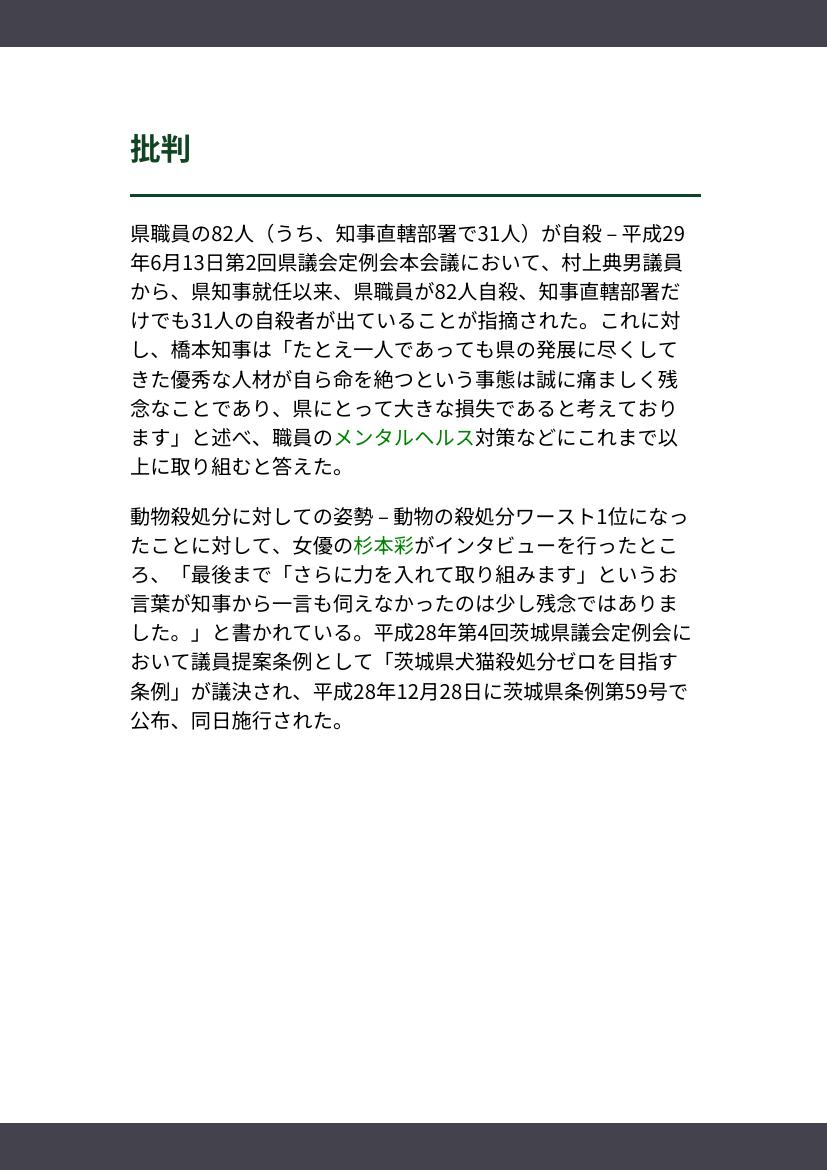 批判
県職員の82人（うち、知事直轄部署で31人）が自殺 – 平成29
年6月13日第2回県議会定例会本会議において、村上典男議員
から、県知事就任以来、県職員が82人自殺、知事直轄部署だ
けでも31人の自殺者が出ていることが指摘された。これに対
し、橋本知事は「たとえ一人であっても県の発展に尽くして
きた優秀な人材が自ら命を絶つという事態は誠に痛ましく残
念なことであり、県にとって大きな損失であると考えており
ます」と述べ、職員のメンタルヘルス対策などにこれまで以
上に取り組むと答えた。
動物殺処分に対しての姿勢 – 動物の殺処分ワースト1位になっ
たことに対して、女優の杉本彩がインタビューを行ったとこ
ろ、「最後まで「さらに力を入れて取り組みます」というお
言葉が知事から一言も伺えなかったのは少し残念ではありま
した。」と書かれている。平成28年第4回茨城県議会定例会に
おいて議員提案条例として「茨城県犬猫殺処分ゼロを目指す
条例」が議決され、平成28年12月28日に茨城県条例第59号で
公布、同日施行された。